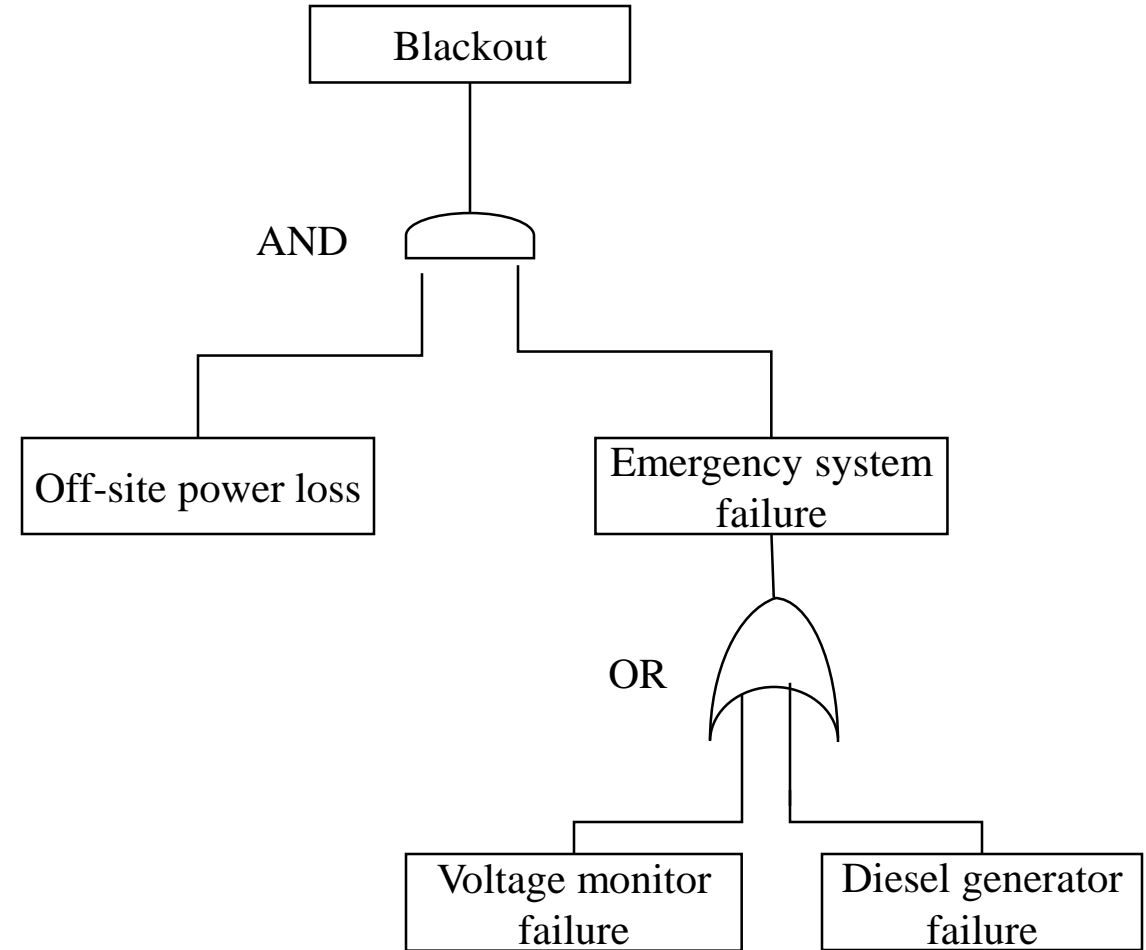 Blackout
AND
Off-site power loss
Emergency system
failure
OR
Voltage monitor
failure
Diesel generator
failure